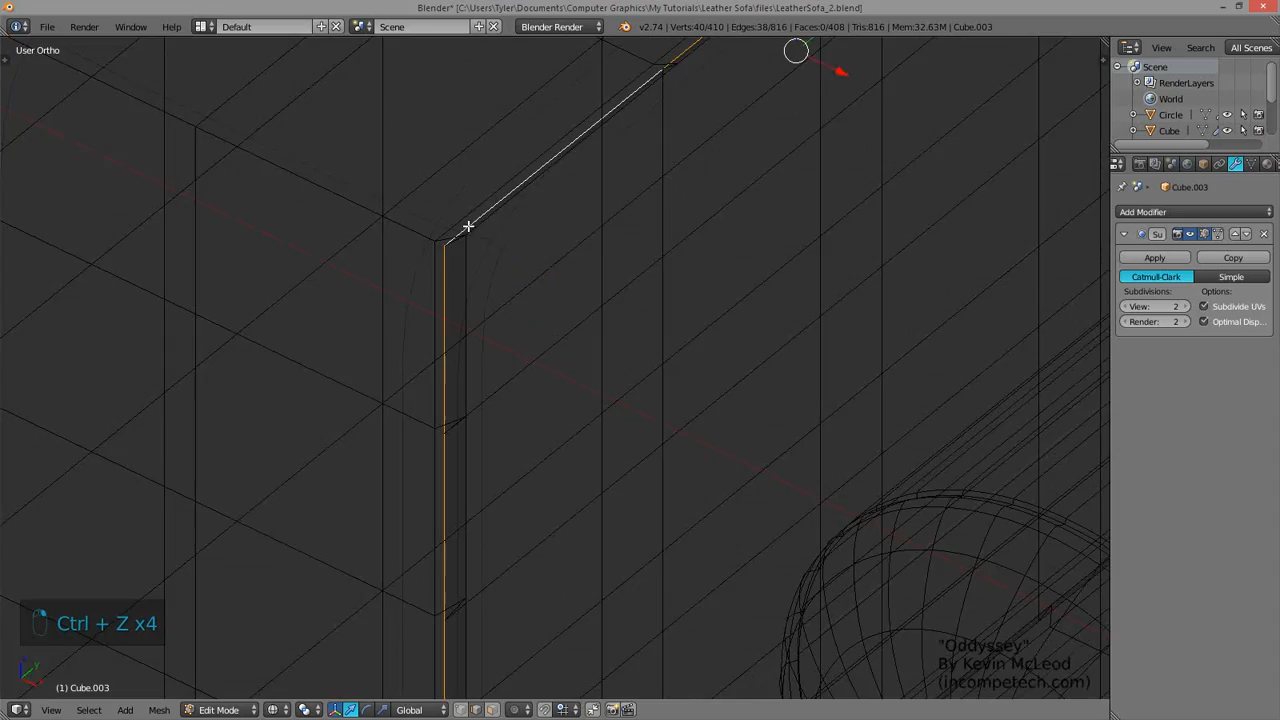 Blender* [C:\Users\Tyler\Documents\Computer Graphics\My Tutorials\Leather Sofa\files\LeatherSofa_2.blend]
File Render Window Help Default Scene Blender Render v2.74 | Verts:40/410 | Edges:38/816 | Faces:0/408 | Tris:816 | Mem:32.63M | Cube.003
User Ortho
View Search All Scenes
Scene
RenderLayers
World
Circle
Cube
Cube.003
Add Modifier
Su
Apply Copy
Catmull-Clark Simple
Subdivisions: Options:
View: 2 Subdivide UVs
Render: 2 Optimal Disp...
Ctrl + Z x4
"Oddyssey"
By Kevin McLeod
(incompetech.com)
(1) Cube.003
View Select Add Mesh Edit Mode Global